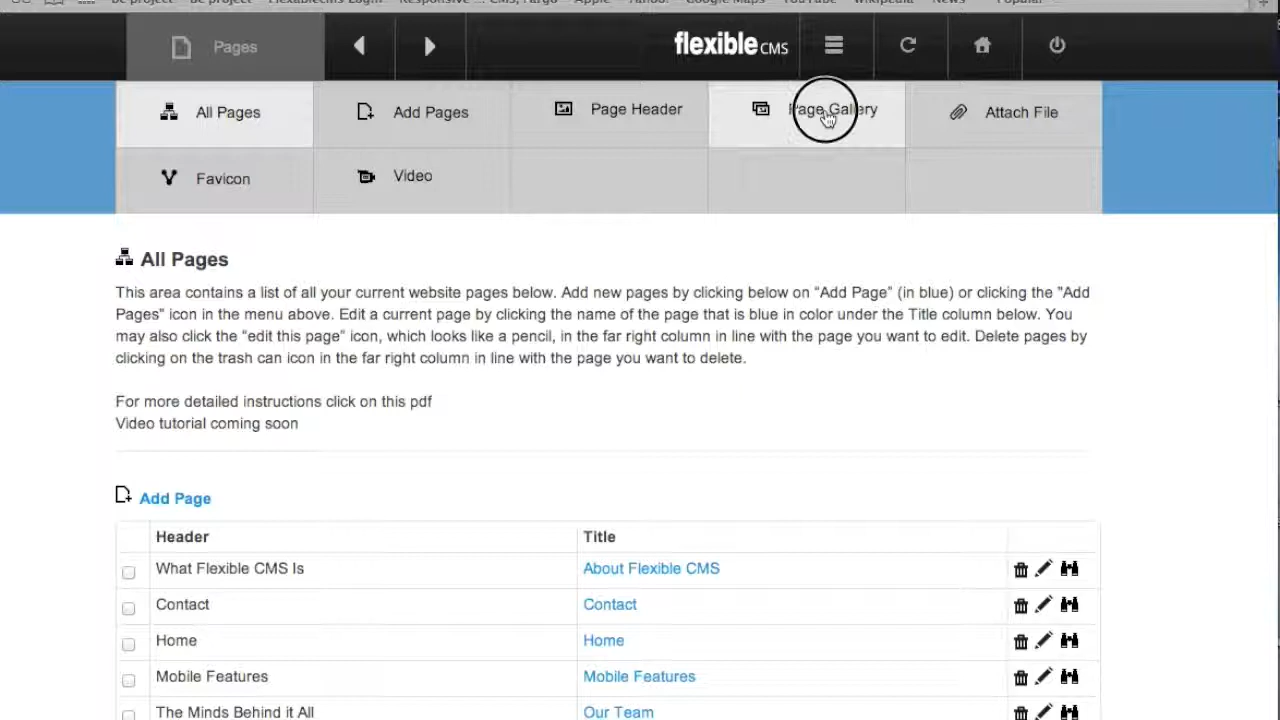 Pages
flexible CMS
All Pages
Add Pages
Page Header
Page Gallery
Attach File
Favicon
Video
All Pages
This area contains a list of all your current website pages below. Add new pages by clicking below on “Add Page” (in blue) or clicking the "Add
Pages” icon in the menu above. Edit a current page by clicking the name of the page that is blue in color under the Title column below. You
may also click the “edit this page” icon, which looks like a pencil, in the far right column in line with the page you want to edit. Delete pages by
clicking on the trash can icon in the far right column in line with the page you want to delete.
For more detailed instructions click on this pdf
Video tutorial coming soon
Add Page
Header Title
What Flexible CMS Is About Flexible CMS
Contact Contact
Home Home
Mobile Features Mobile Features
The Minds Behind it All Our Team